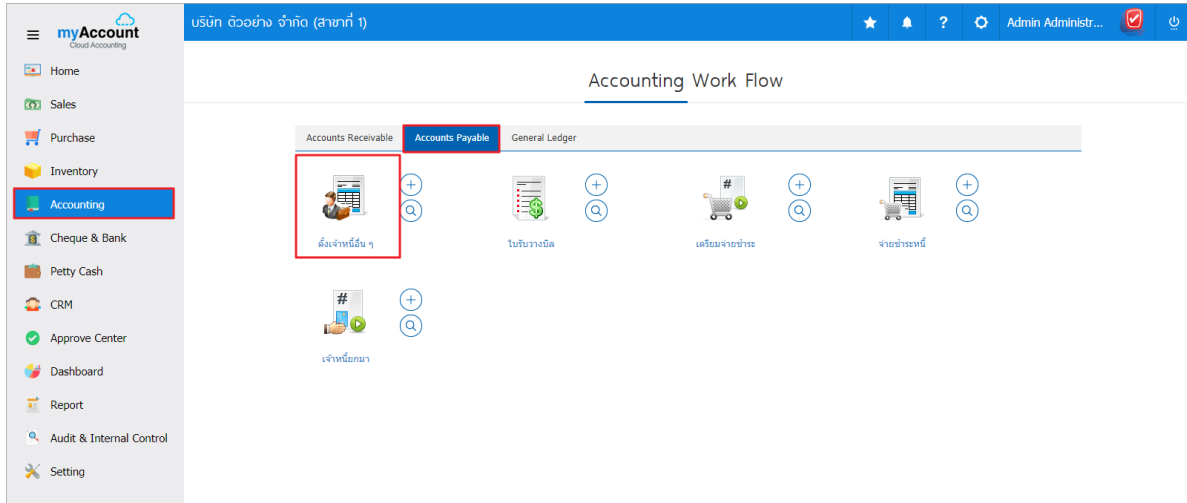 myAccount
Cloud Accounting
บริษัท ตัวอย่าง จำกัด (สาขาที่ 1)
?
Admin Administr...
Home
Sales
Purchase
Inventory
Accounting
Cheque & Bank
Petty Cash
CRM
Approve Center
Dashboard
Report
Audit & Internal Control
Setting
Accounting Work Flow
Accounts Receivable
Accounts Payable
General Ledger
ตั้งเจ้าหนี้อื่น ๆ
ใบรับวางบิล
#
เตรียมจ่ายชำระ
จ่ายชำระหนี้
#
เจ้าหนี้ยกมา